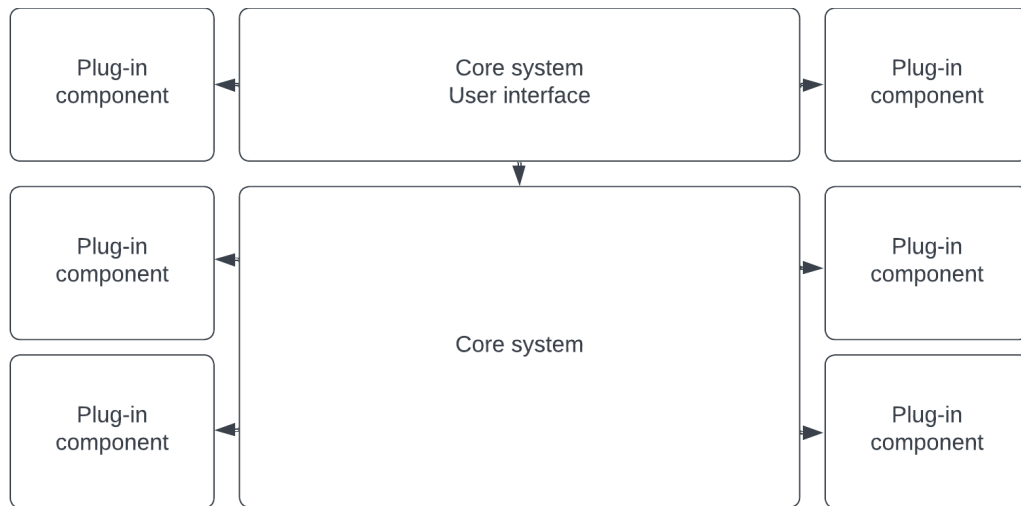 Plug-in
component
Core system
User interface
Plug-in
component
Plug-in
component
Core system
Plug-in
component
Plug-in
component
Plug-in
component